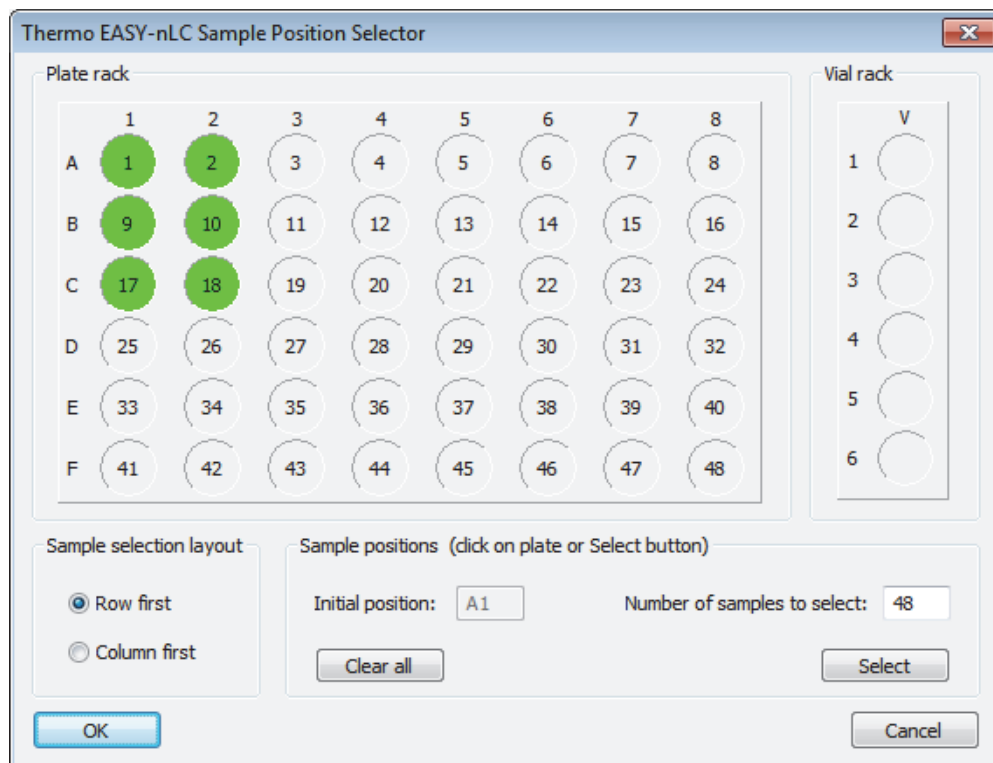 Thermo EASY-nLC Sample Position Selector
Plate rack
Vial rack
1 2 3 4 5 6 7 8
V
A 1 2 3 4 5 6 7 8
1
B 9 10 11 12 13 14 15 16
2
C 17 18 19 20 21 22 23 24
3
D 25 26 27 28 29 30 31 32
4
E 33 34 35 36 37 38 39 40
5
F 41 42 43 44 45 46 47 48
6
Sample selection layout
Sample positions (click on plate or Select button)
Row first
Initial position: A1
Number of samples to select: 48
Column first
Clear all
Select
OK
Cancel